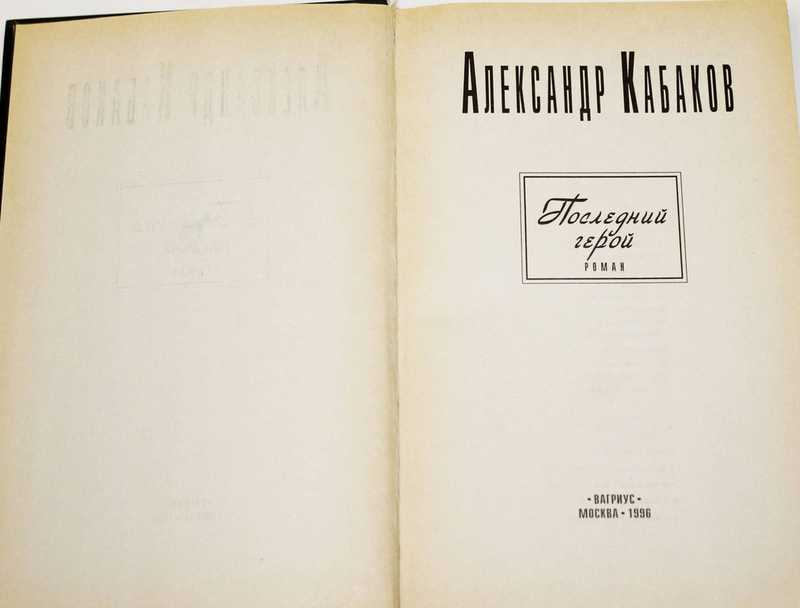 Александр Кабаков
Последний
герой
РОМАН
• ВАГРИУС •
МОСКВА • 1996